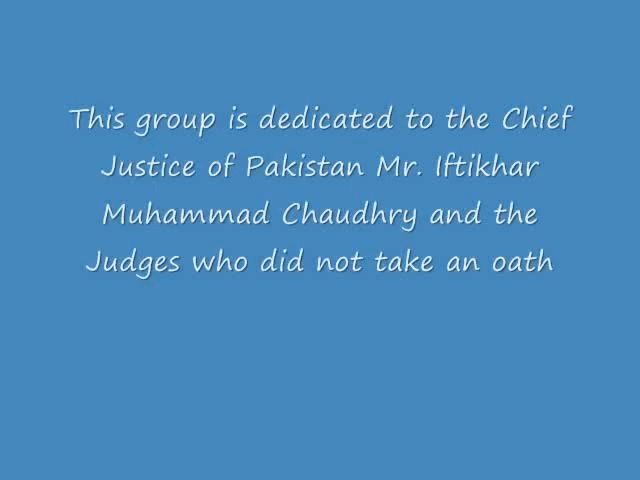 This group is dedicated to the Chief
Justice of Pakistan Mr. Iftikhar
Muhammad Chaudhry and the
Judges who did not take an oath